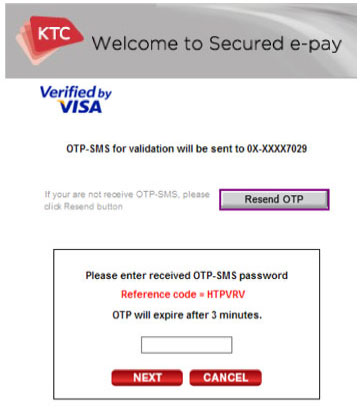 KTC
Welcome to Secured e-pay
Verified by
VISA
OTP-SMS for validation will be sent to 0X-XXXX7029
If your are not receive OTP-SMS, please
click Resend button
Resend OTP
Please enter received OTP-SMS password
Reference code = HTPVRV
OTP will expire after 3 minutes.
NEXT CANCEL